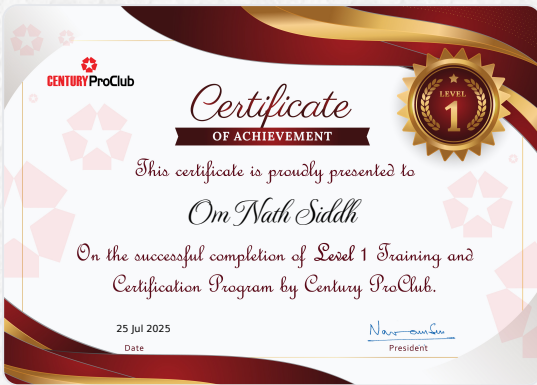 CENTURY ProClub
LEVEL
1
Certificate
OF ACHIEVEMENT
This certificate is proudly presented to
Om Nath Siddh
On the successful completion of Level 1 Training and
Certification Program by Century ProClub.
25 Jul 2025
Date
President